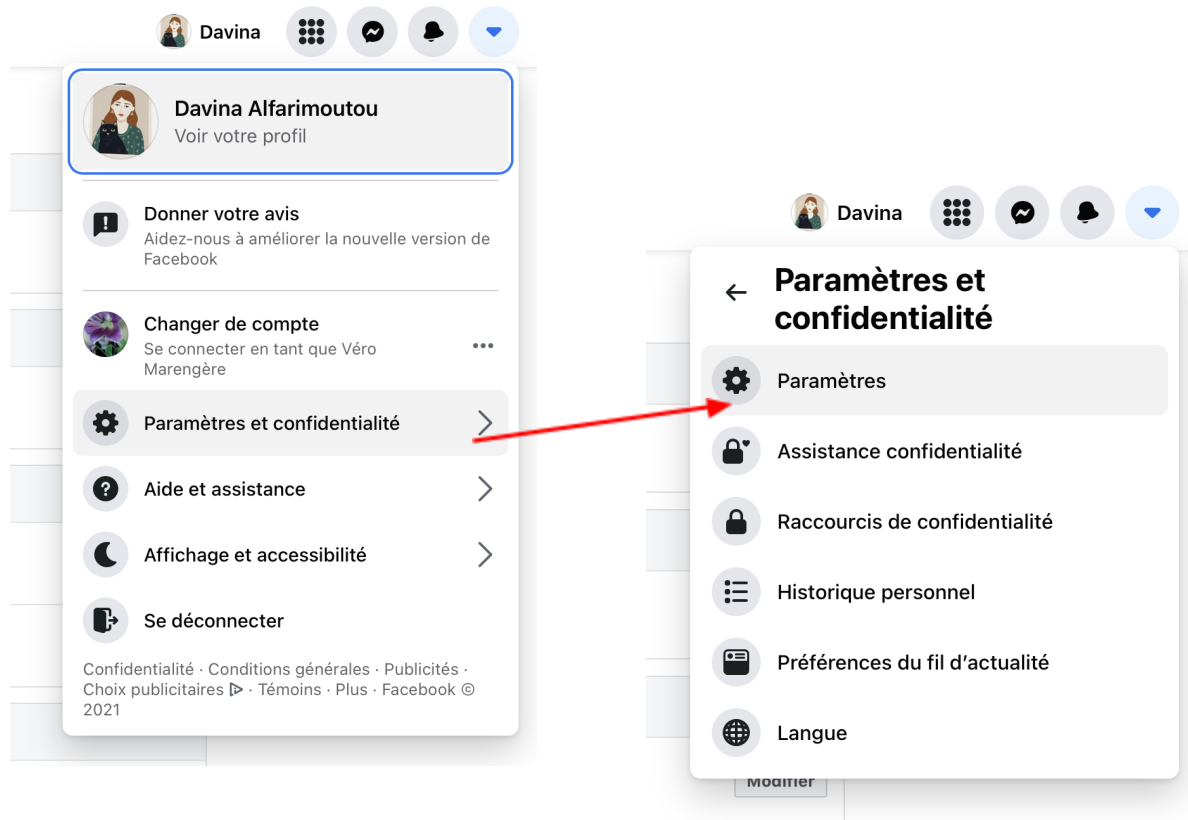 Davina
Davina Alfarimoutou
Voir votre profil
Donner votre avis
Aidez-nous à améliorer la nouvelle version de
Facebook
Changer de compte
Se connecter en tant que Véro
Marengère
Paramètres et confidentialité
Aide et assistance
Affichage et accessibilité
Se déconnecter
Confidentialité · Conditions générales · Publicités ·
Choix publicitaires · Témoins · Plus · Facebook ©
2021
Davina
Paramètres et
confidentialité
Paramètres
Assistance confidentialité
Raccourcis de confidentialité
Historique personnel
Préférences du fil d’actualité
Langue
Modifier